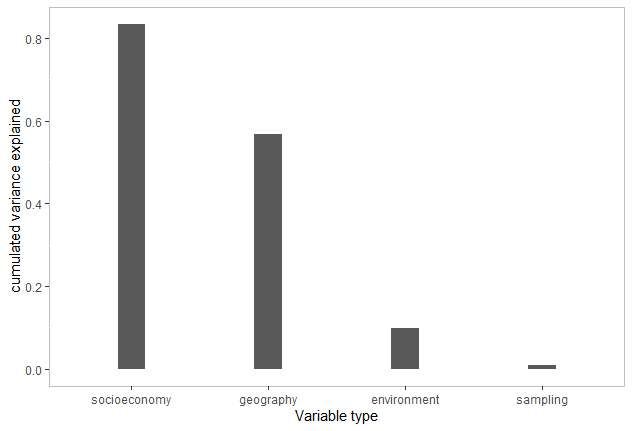 cumulated variance explained
0.8
0.6
0.4
0.2
0.0
socioeconomy geography environment sampling
Variable type